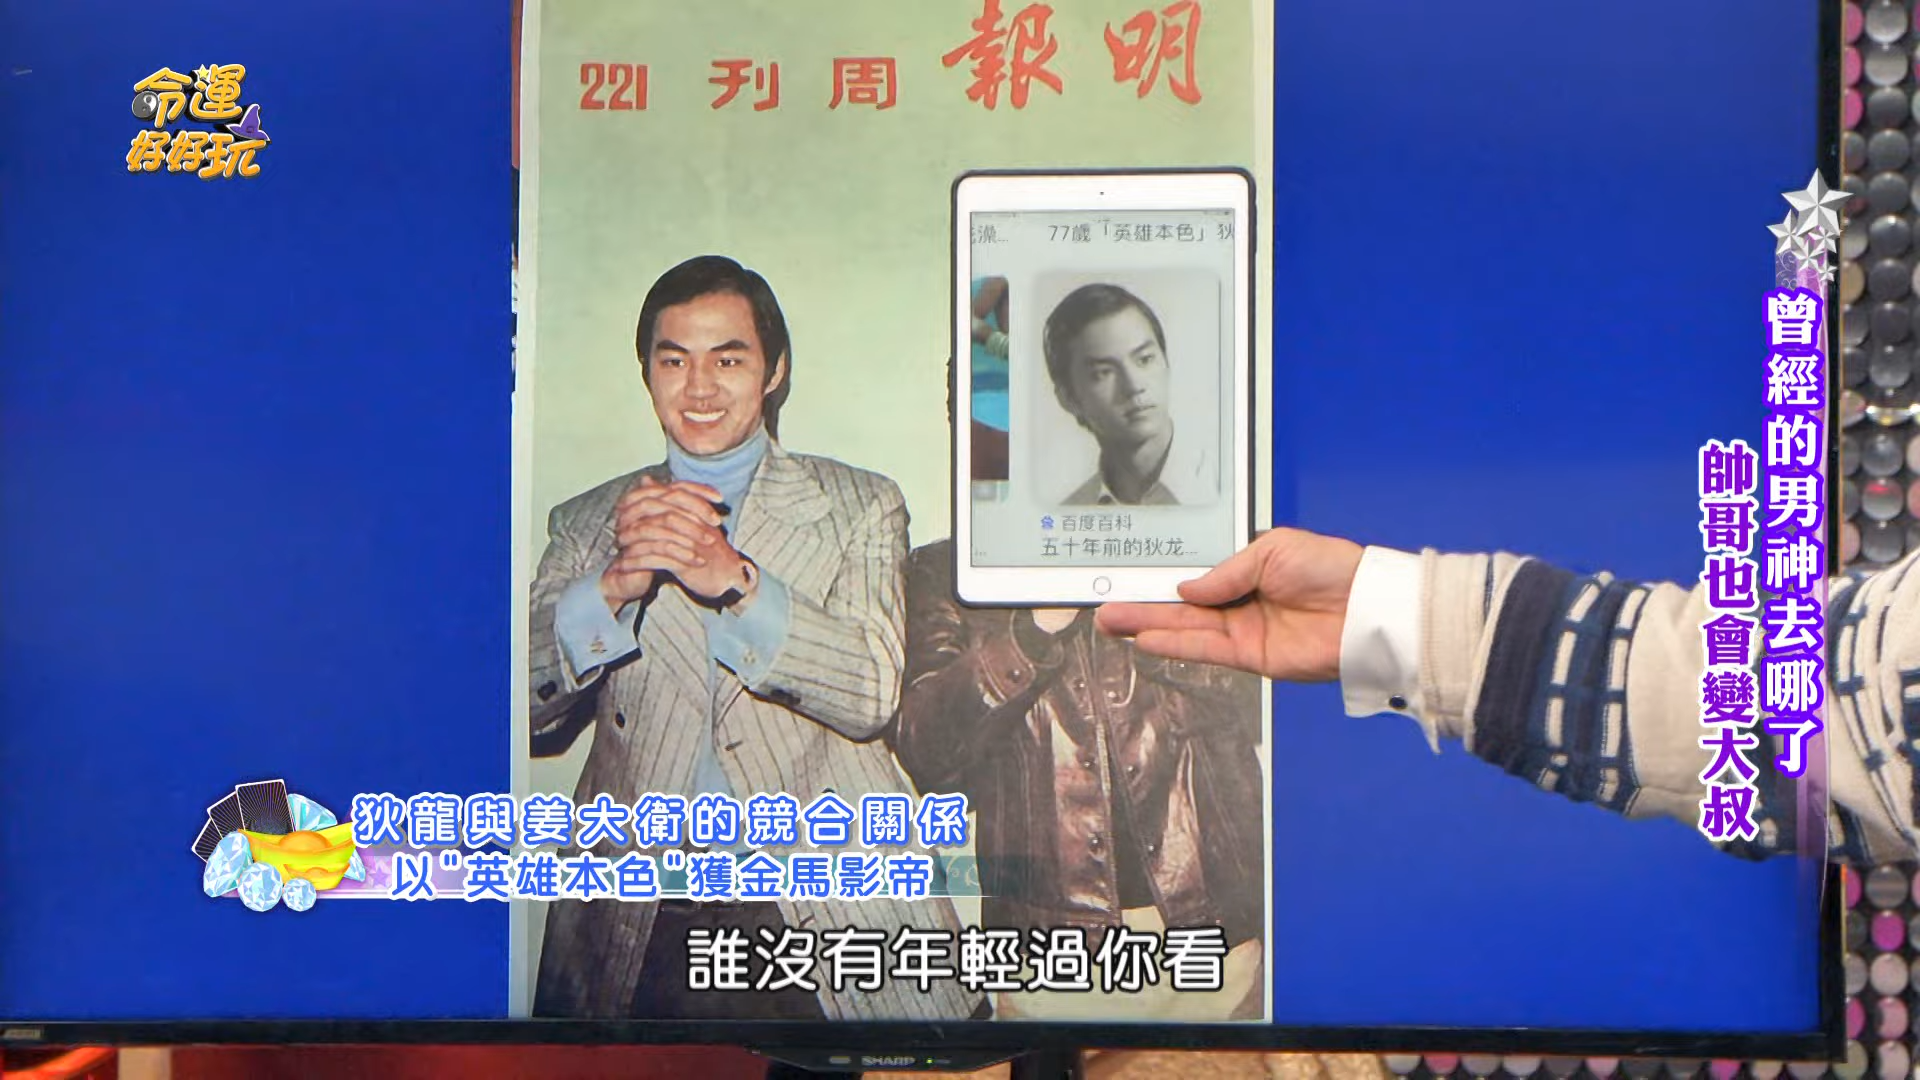 命運
好好玩
221 刊周報明
濼...
77歲「英雄本色」狄
百度百科
五十年前的狄龙...
曾經的男神去哪了
帥哥也會變大叔
狄龍與姜大衛的競合關係
以"英雄本色"獲金馬影帝
誰沒有年輕過你看
SHARP